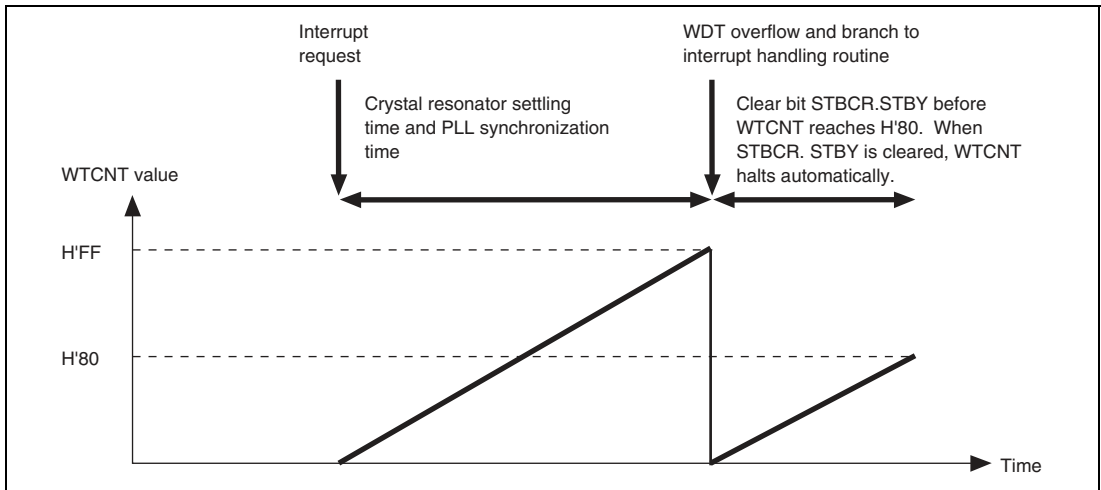 Interrupt
request
WDT overflow and branch to
interrupt handling routine
Crystal resonator settling
time and PLL synchronization
time
Clear bit STBCR.STBY before
WTCNT reaches H'80.  When
STBCR. STBY is cleared, WTCNT
halts automatically.
WTCNT value
H'FF
H'80
Time